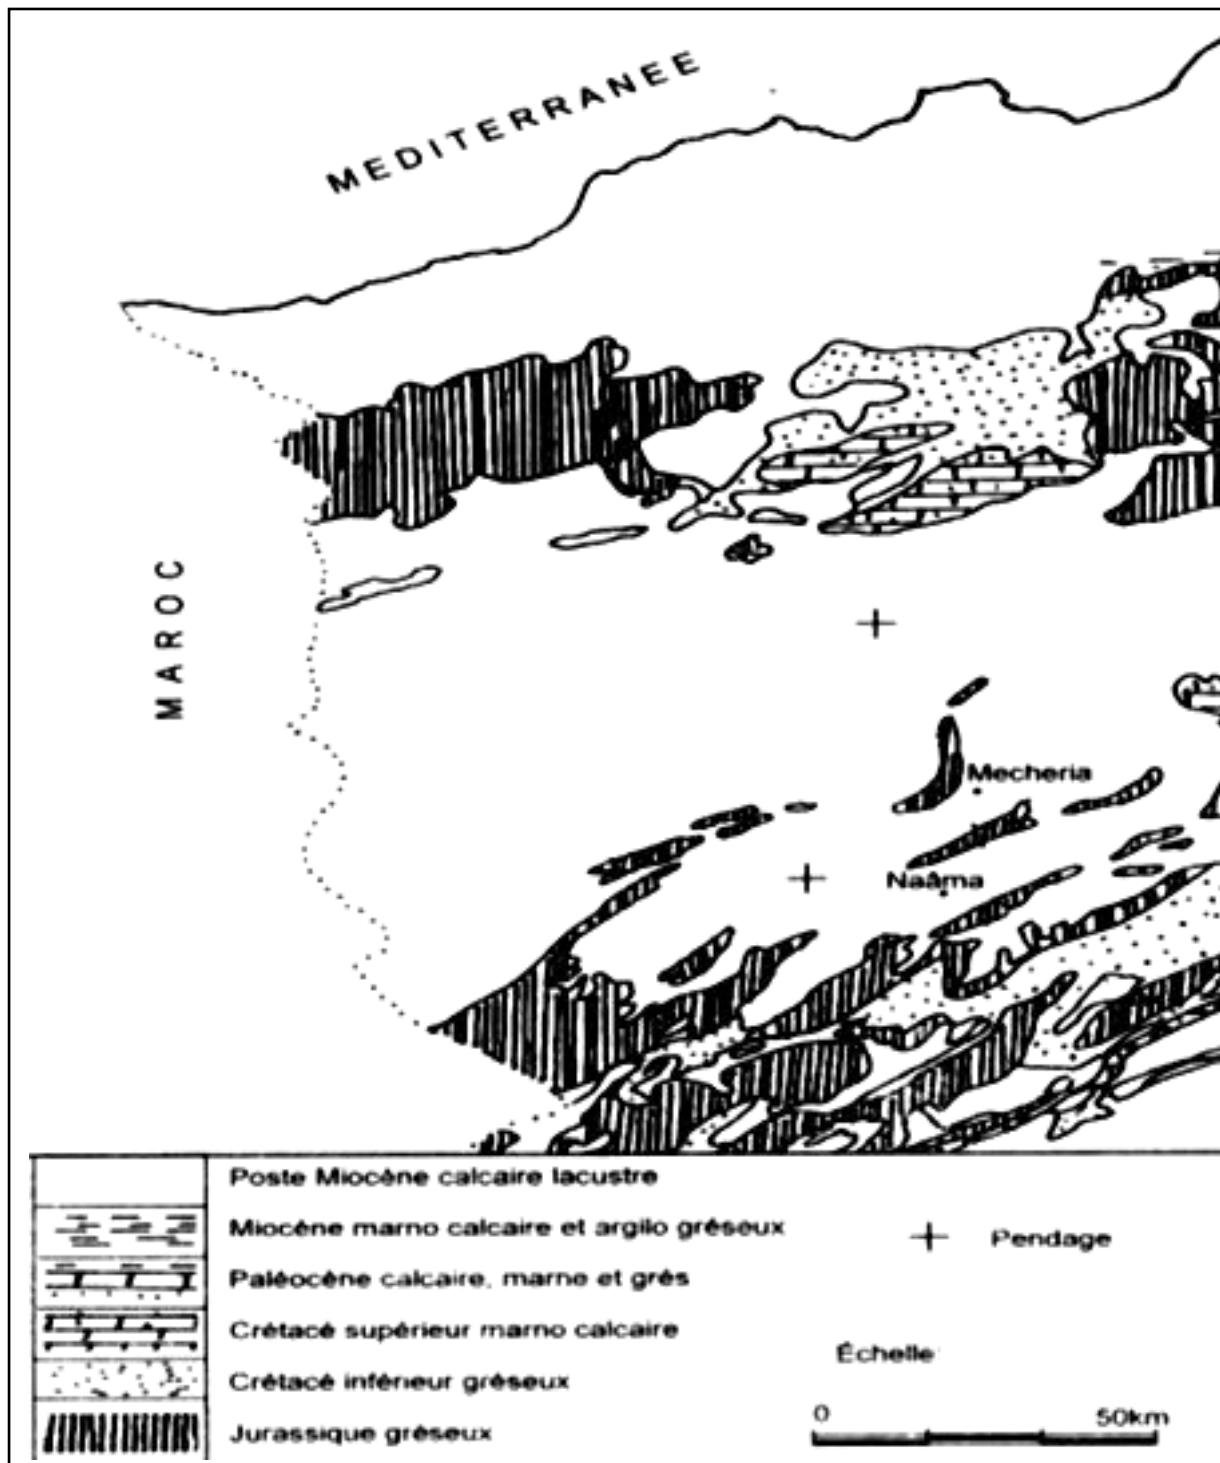 MEDITERRANEE
MAROC
Mecheria
Naâma
Poste Miocène calcaire lacustre
Miocène marno calcaire et argilo gréseux
Paléocène calcaire, marne et grès
Crétacé supérieur marno calcaire
Crétacé inférieur gréseux
Jurassique gréseux
Pendage
Échelle
0 50km